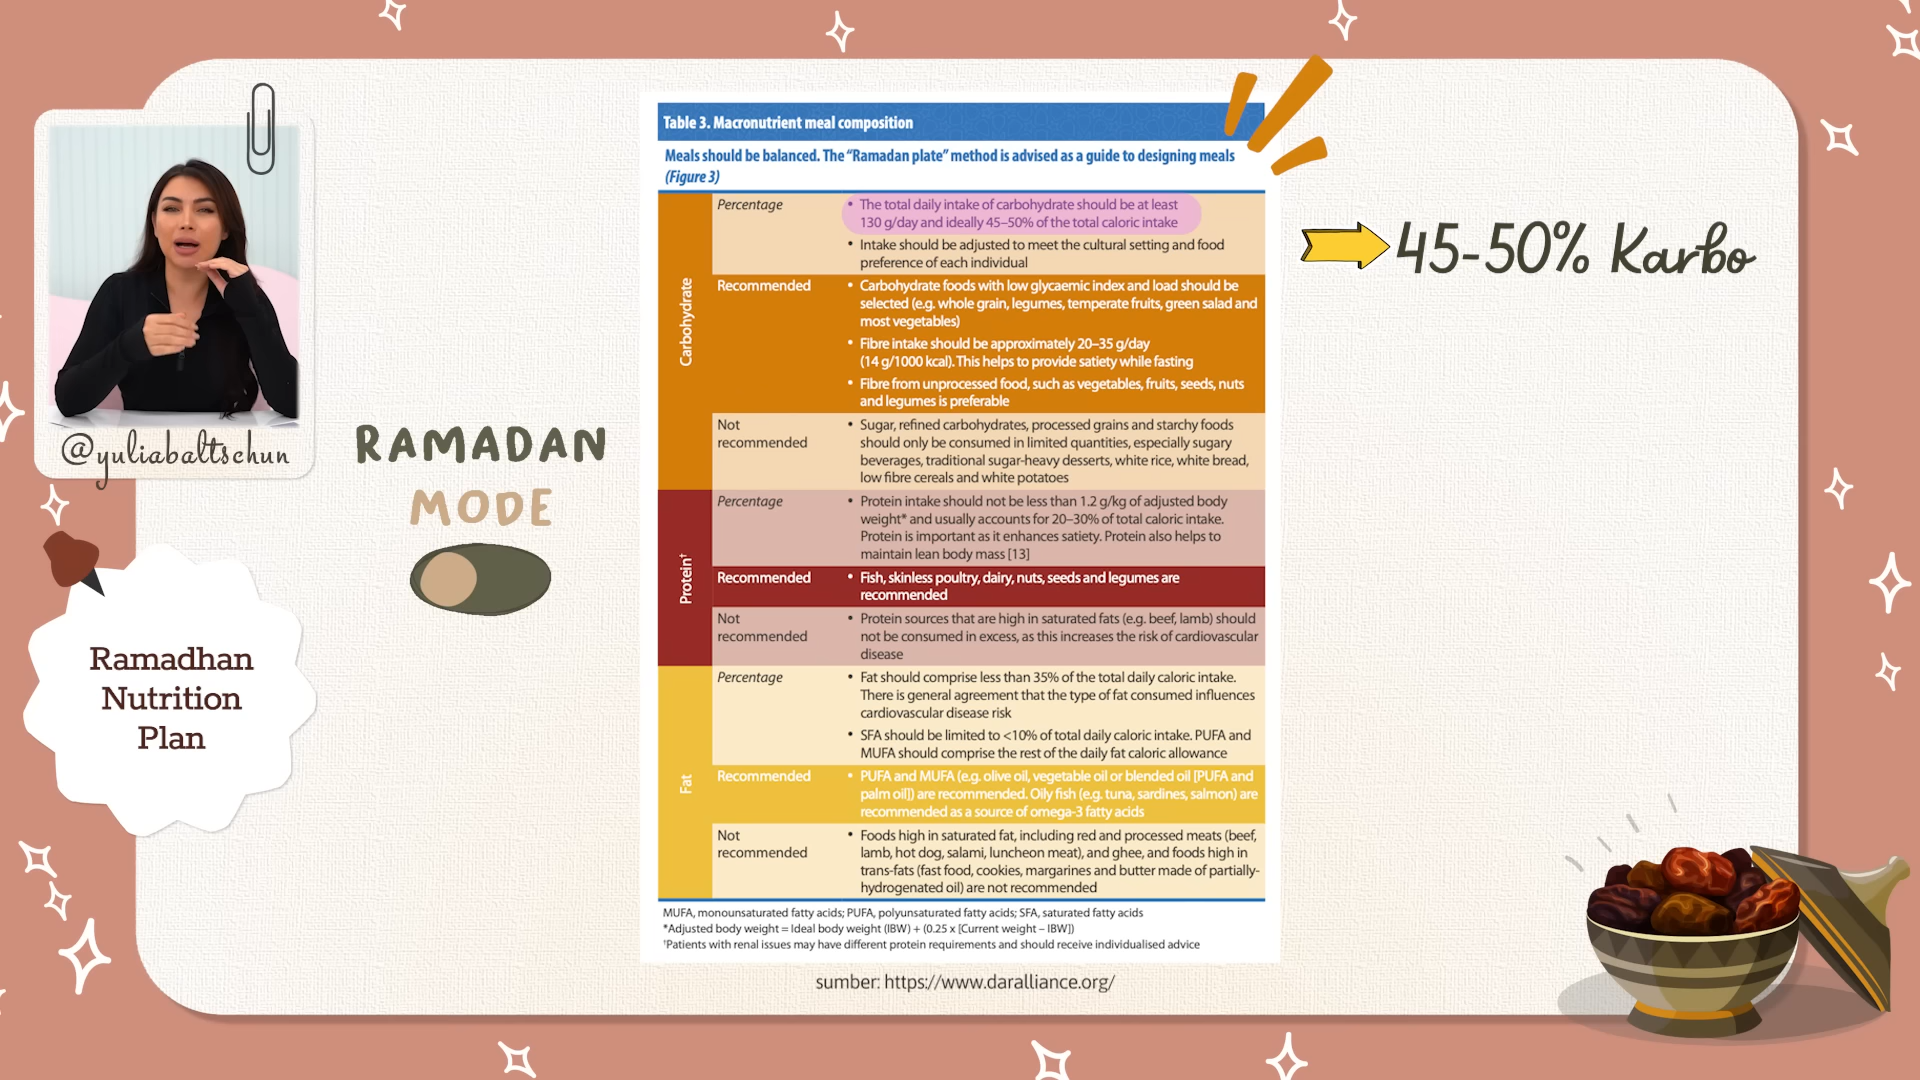 @yuliabaltschun
Ramadhan
Nutrition
Plan
RAMADAN
MODE
Table 3. Macronutrient meal composition
Meals should be balanced. The “Ramadan plate” method is advised as a guide to designing meals
(Figure 3)
Carbohydrate
Percentage
• The total daily intake of carbohydrate should be at least
130 g/day and ideally 45–50% of the total caloric intake
• Intake should be adjusted to meet the cultural setting and food
preference of each individual
Recommended
• Carbohydrate foods with low glycaemic index and load should be
selected (e.g. whole grain, legumes, temperate fruits, green salad and
most vegetables)
• Fibre intake should be approximately 20–35 g/day
(14 g/1000 kcal). This helps to provide satiety while fasting
• Fibre from unprocessed food, such as vegetables, fruits, seeds, nuts
and legumes is preferable
Not
recommended
• Sugar, refined carbohydrates, processed grains and starchy foods
should only be consumed in limited quantities, especially sugary
beverages, traditional sugar-heavy desserts, white rice, white bread,
low fibre cereals and white potatoes
Protein†
Percentage
• Protein intake should not be less than 1.2 g/kg of adjusted body
weight* and usually accounts for 20–30% of total caloric intake.
Protein is important as it enhances satiety. Protein also helps to
maintain lean body mass [13]
Recommended
• Fish, skinless poultry, dairy, nuts, seeds and legumes are
recommended
Not
recommended
• Protein sources that are high in saturated fats (e.g. beef, lamb) should
not be consumed in excess, as this increases the risk of cardiovascular
disease
Fat
Percentage
• Fat should comprise less than 35% of the total daily caloric intake.
There is general agreement that the type of fat consumed influences
cardiovascular disease risk
• SFA should be limited to <10% of total daily caloric intake. PUFA and
MUFA should comprise the rest of the daily fat caloric allowance
Recommended
• PUFA and MUFA (e.g. olive oil, vegetable oil or blended oil [PUFA and
palm oil]) are recommended. Oily fish (e.g. tuna, sardines, salmon) are
recommended as a source of omega-3 fatty acids
Not
recommended
• Foods high in saturated fat, including red and processed meats (beef,
lamb, hot dog, salami, luncheon meat), and ghee, and foods high in
trans-fats (fast food, cookies, margarines and butter made of partially-
hydrogenated oil) are not recommended
MUFA, monounsaturated fatty acids; PUFA, polyunsaturated fatty acids; SFA, saturated fatty acids
*Adjusted body weight = Ideal body weight (IBW) + (0.25 x [Current weight – IBW])
†Patients with renal issues may have different protein requirements and should receive individualised advice
sumber: https://www.daralliance.org/
45-50% Karbo